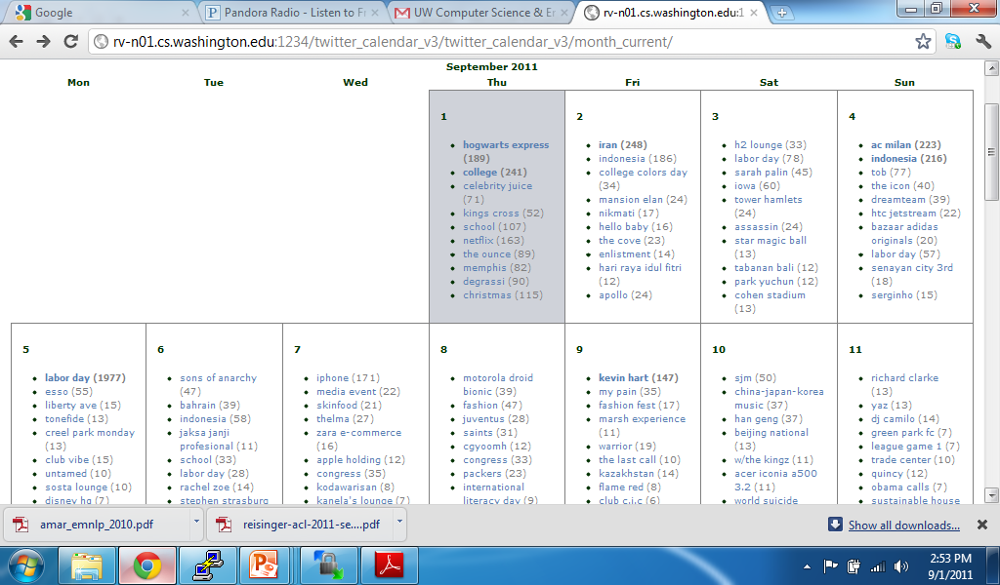 Google
Pandora Radio - Listen to Fr
UW Computer Science & En
rv-n01.cs.washington.edu:1
rv-n01.cs.washington.edu:1234/twitter_calendar_v3/twitter_calendar_v3/month_current/
September 2011
Mon Tue Wed Thu Fri Sat Sun
1
hogwarts express
(189)
college (241)
celebrity juice
(71)
kings cross (52)
school (107)
netflix (163)
the ounce (89)
memphis (82)
degrassi (90)
christmas (115)
2
iran (248)
indonesia (186)
college colors day
(34)
mansion elan (24)
nikmati (17)
hello baby (16)
the cove (23)
enlistment (14)
hari raya idul fitri
(12)
apollo (24)
3
h2 lounge (33)
labor day (78)
sarah palin (45)
iowa (60)
tower hamlets
(24)
assassin (24)
star magic ball
(13)
tabanan bali (12)
park yuchun (12)
cohen stadium
(13)
4
ac milan (223)
indonesia (216)
tob (77)
the icon (40)
dreamteam (39)
htc jetstream (22)
bazaar adidas
originals (20)
labor day (57)
senayan city 3rd
(18)
serginho (15)
5
labor day (1977)
esso (55)
liberty ave (15)
tonefide (13)
creel park monday
(13)
club vibe (15)
untamed (10)
sosta lounge (10)
disney hq (7)
6
sons of anarchy
(47)
bahrain (39)
indonesia (58)
jaksa janji
profesional (11)
school (33)
labor day (28)
rachel zoe (14)
stephen strasburg
7
iphone (171)
media event (22)
skinfood (21)
thelma (27)
zara e-commerce
(16)
apple holding (12)
congress (35)
kodawarisan (8)
kanela's lounge (7)
8
motorola droid
bionic (39)
fashion (47)
juventus (28)
saints (31)
cgyoomh (12)
congress (33)
packers (23)
international
literacy day (9)
9
kevin hart (147)
my pain (35)
fashion fest (17)
marsh experience
(11)
warrior (19)
the last call (10)
kazakhstan (14)
flame red (8)
club c.i.c (6)
10
sjm (50)
china-japan-korea
music (37)
han geng (37)
beijing national
(13)
w/the kingz (11)
acer iconia a500
3.2 (11)
world suicide
11
richard clarke
(13)
yaz (13)
dj camilo (14)
green park fc (7)
league game 1 (7)
trade center (10)
quincy (12)
obama calls (7)
sustainable house
amar_emnlp_2010.pdf
reisinger-acl-2011-se....pdf
Show all downloads...
2:53 PM
9/1/2011